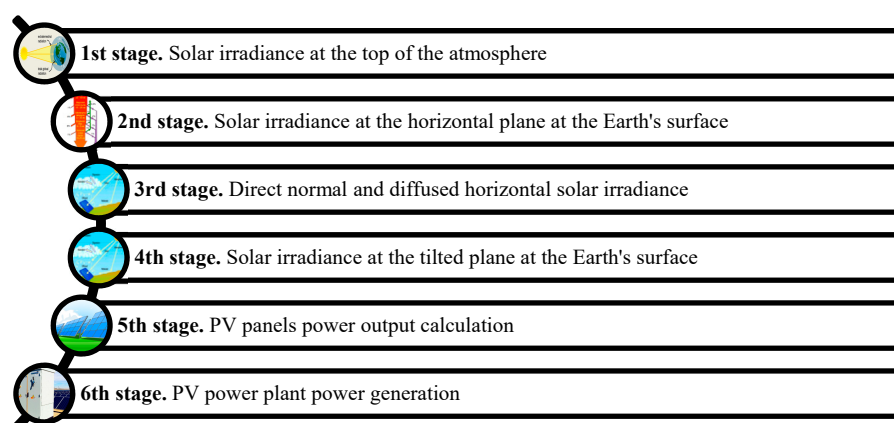 1st stage. Solar irradiance at the top of the atmosphere
2nd stage. Solar irradiance at the horizontal plane at the Earth's surface
3rd stage. Direct normal and diffused horizontal solar irradiance
4th stage. Solar irradiance at the tilted plane at the Earth's surface
5th stage. PV panels power output calculation
6th stage. PV power plant power generation